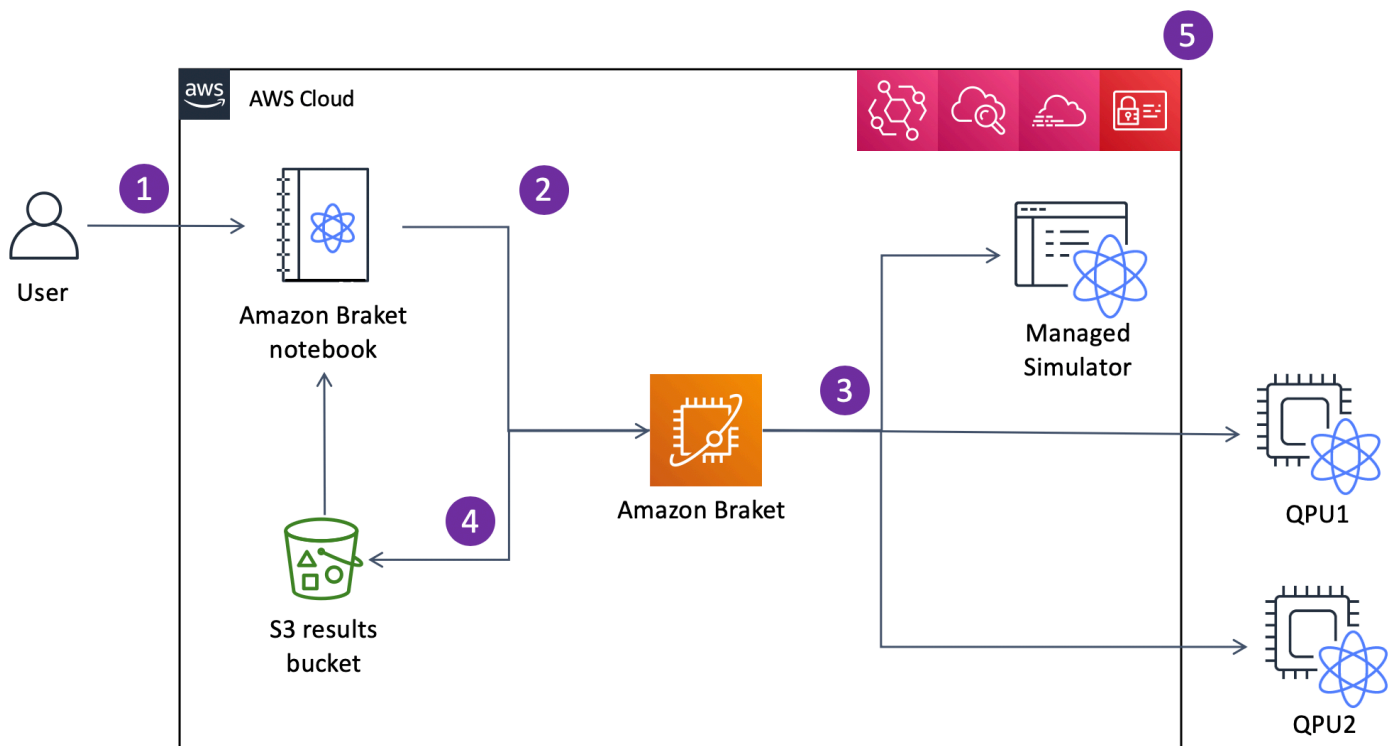 5
aws
AWS Cloud
1
2
User
Amazon Braket
notebook
Managed
Simulator
3
Amazon Braket
QPU1
4
S3 results
bucket
QPU2